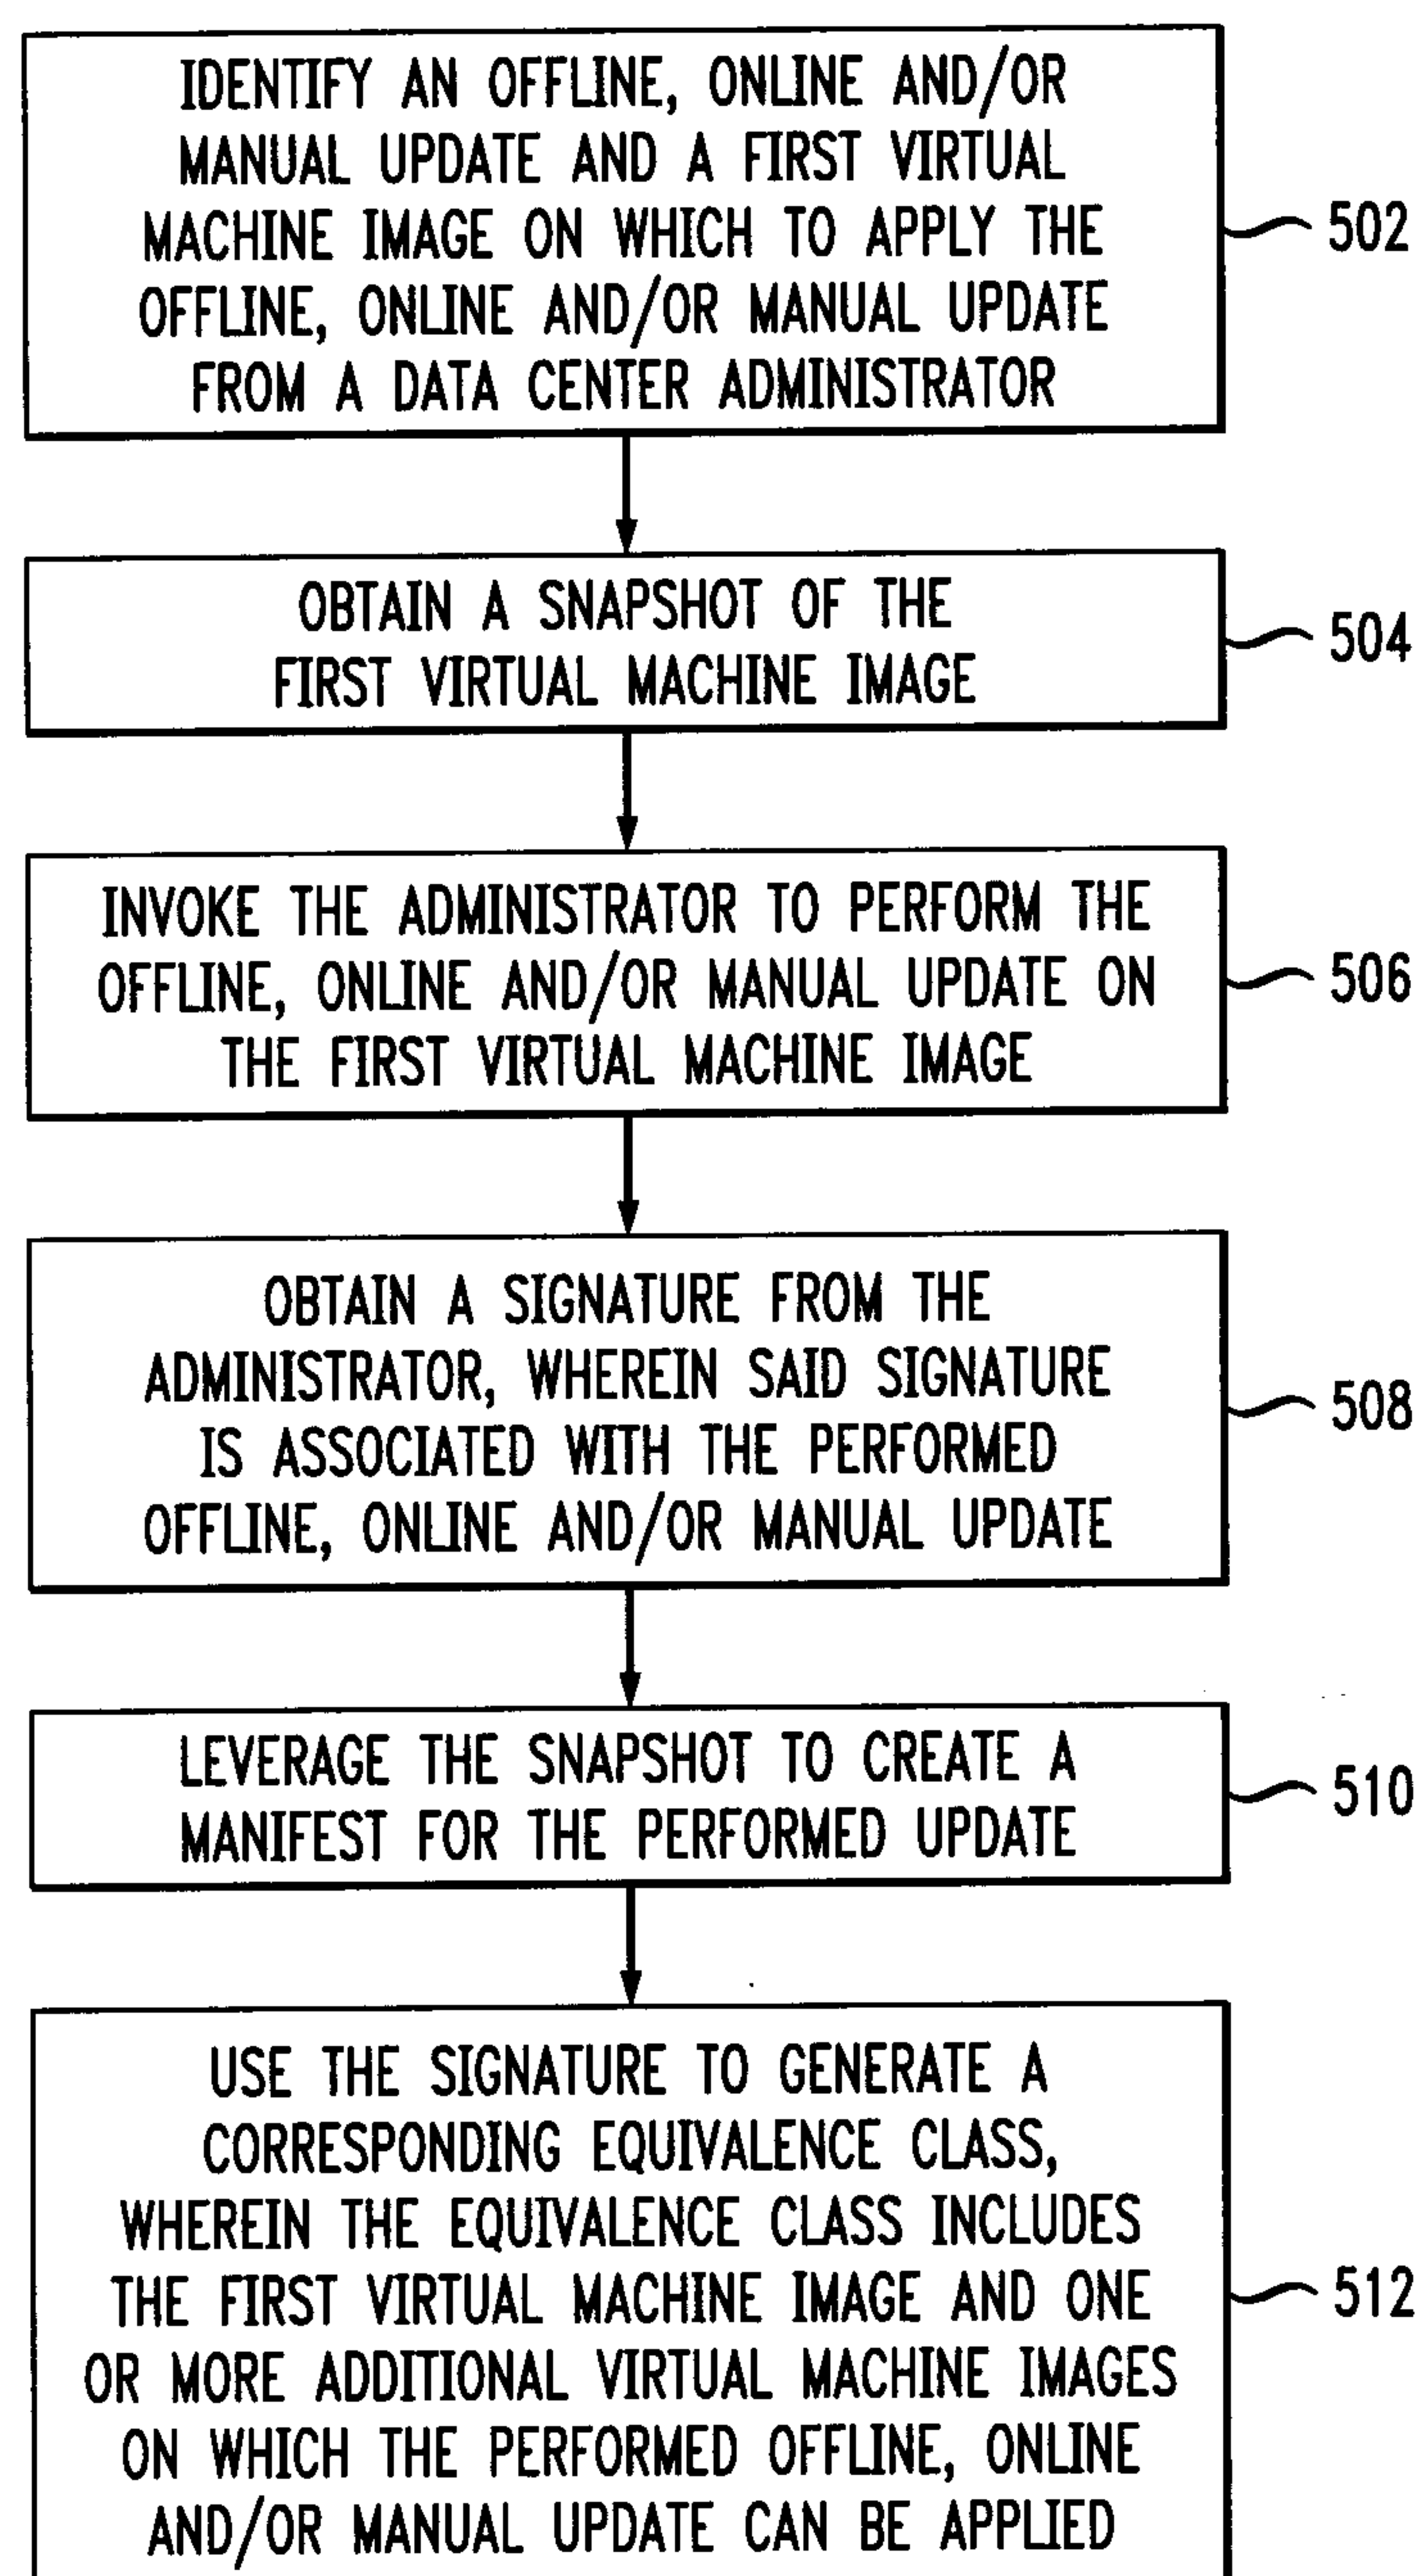 IDENTIFY AN OFFLINE, ONLINE AND/OR
MANUAL UPDATE AND A FIRST VIRTUAL
MACHINE IMAGE ON WHICH TO APPLY THE
OFFLINE, ONLINE AND/OR MANUAL UPDATE
FROM A DATA CENTER ADMINISTRATOR
502
OBTAIN A SNAPSHOT OF THE
FIRST VIRTUAL MACHINE IMAGE
504
INVOKE THE ADMINISTRATOR TO PERFORM THE
OFFLINE, ONLINE AND/OR MANUAL UPDATE ON
THE FIRST VIRTUAL MACHINE IMAGE
506
OBTAIN A SIGNATURE FROM THE
ADMINISTRATOR, WHEREIN SAID SIGNATURE
IS ASSOCIATED WITH THE PERFORMED
OFFLINE, ONLINE AND/OR MANUAL UPDATE
508
LEVERAGE THE SNAPSHOT TO CREATE A
MANIFEST FOR THE PERFORMED UPDATE
510
USE THE SIGNATURE TO GENERATE A
CORRESPONDING EQUIVALENCE CLASS,
WHEREIN THE EQUIVALENCE CLASS INCLUDES
THE FIRST VIRTUAL MACHINE IMAGE AND ONE
OR MORE ADDITIONAL VIRTUAL MACHINE IMAGES
ON WHICH THE PERFORMED OFFLINE, ONLINE
AND/OR MANUAL UPDATE CAN BE APPLIED
512